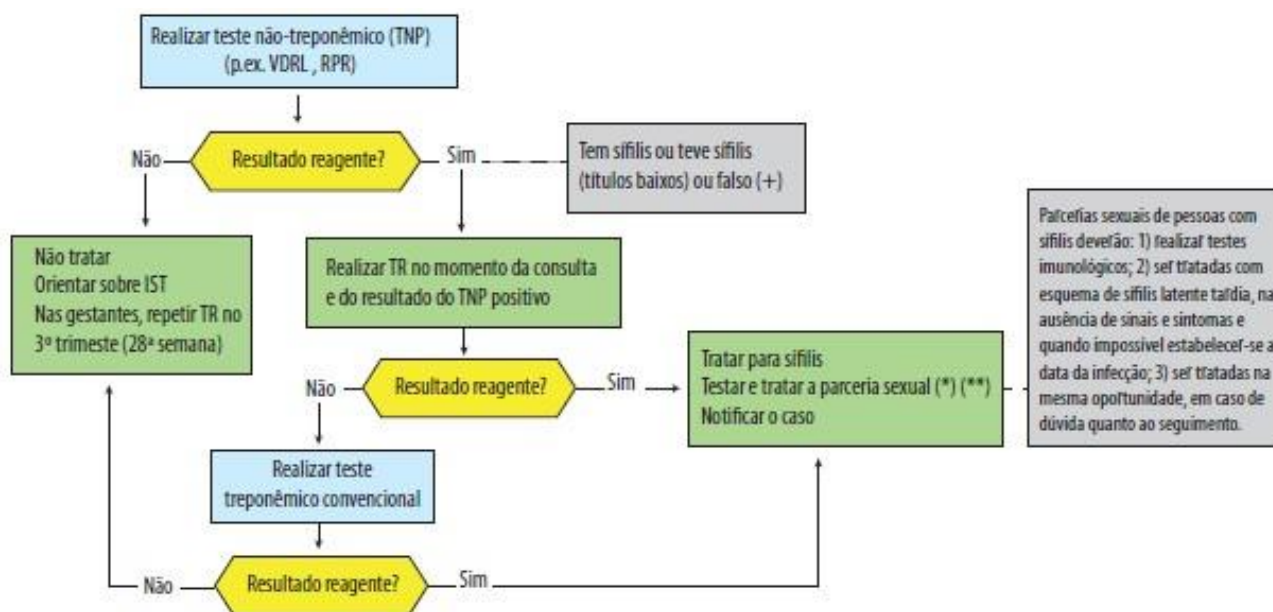 Realizar teste não-treponêmico (TNP)
(p.ex. VDRL , RPR)
Não
Resultado reagente?
Sim
Tem sífilis ou teve sífilis
(títulos baixos) ou falso (+)
Não tratar
Orientar sobre IST
Nas gestantes, repetir TR no
3º trimestre (28ª semana)
Realizar TR no momento da consulta
e do resultado do TNP positivo
Parcerias sexuais de pessoas com
sífilis deverão: 1) realizar testes
imunológicos; 2) ser tratadas com
esquema de sífilis latente tardia, na
ausência de sinais e sintomas e
quando impossível estabelecer-se a
data da infecção; 3) ser tratadas na
mesma oportunidade, em caso de
dúvida quanto ao seguimento.
Não
Resultado reagente?
Sim
Tratar para sífilis
Testar e tratar a parceria sexual (*) (**)
Notificar o caso
Realizar teste
treponêmico convencional
Não
Resultado reagente?
Sim